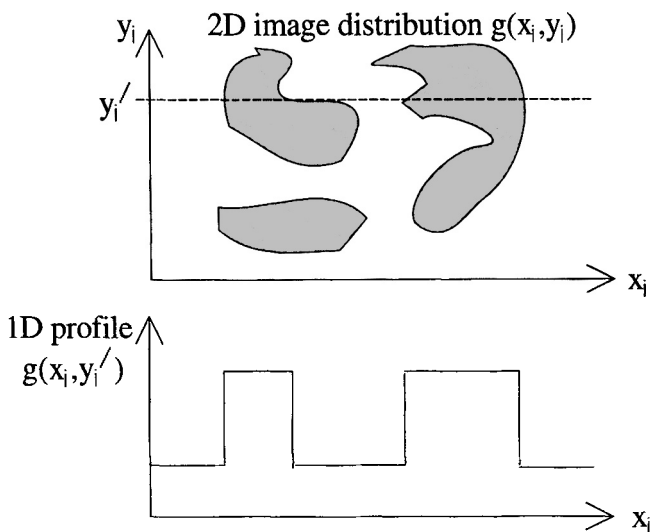 y_i 2D image distribution g(x_i,y_i)
y_i′
x_i
1D profile
g(x_i,y_i′)
x_i